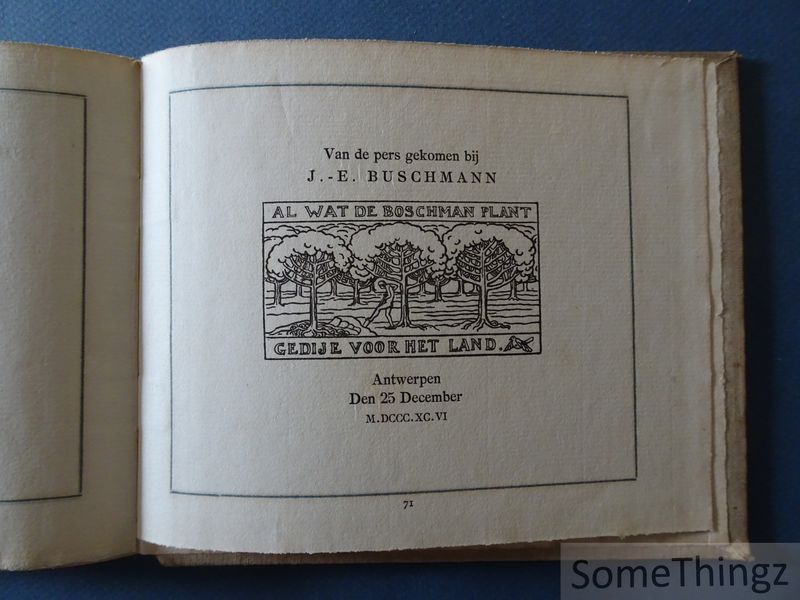 Van de pers gekomen bij
J.-E. BUSCHMANN
AL WAT DE BOSCHMAN PLANT
GEDIJE VOOR HET LAND.
Antwerpen
Den 25 December
M.DCCC.XC.VI
71
SomeThingz